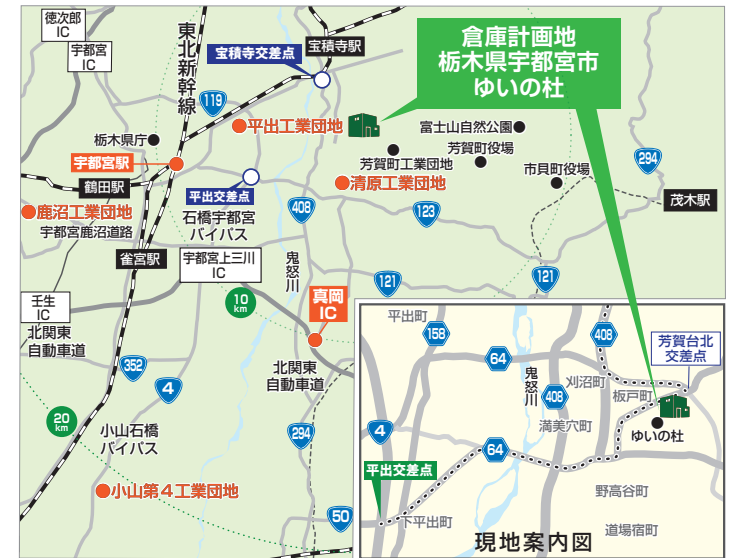 徳次郎
IC
宇都宮
IC
東北新幹線
宝積寺交差点
宝積寺駅
倉庫計画地
栃木県宇都宮市
ゆいの杜
119
平出工業団地
栃木県庁
富士山自然公園
芳賀町役場
芳賀町工業団地
市貝町役場
294
宇都宮駅
鶴田駅
平出交差点
清原工業団地
茂木駅
鹿沼工業団地
宇都宮鹿沼道路
石橋宇都宮
バイパス
408
123
雀宮駅
宇都宮上三川
IC
鬼怒川
121
121
壬生
IC
北関東
自動車道
10
km
真岡
IC
352
4
北関東
自動車道
20
km
小山石橋
バイパス
294
小山第4工業団地
50
平出町
158
64
408
芳賀台北
交差点
鬼怒川
刈沼町
408
板戸町
満美穴町
ゆいの杜
4
64
平出交差点
野高谷町
下平出町
道場宿町
現地案内図